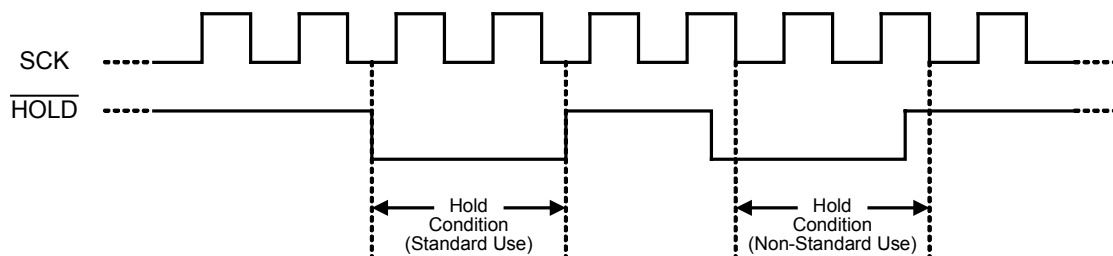 SCK
HOLD
Hold
Condition
(Standard Use)
Hold
Condition
(Non-Standard Use)